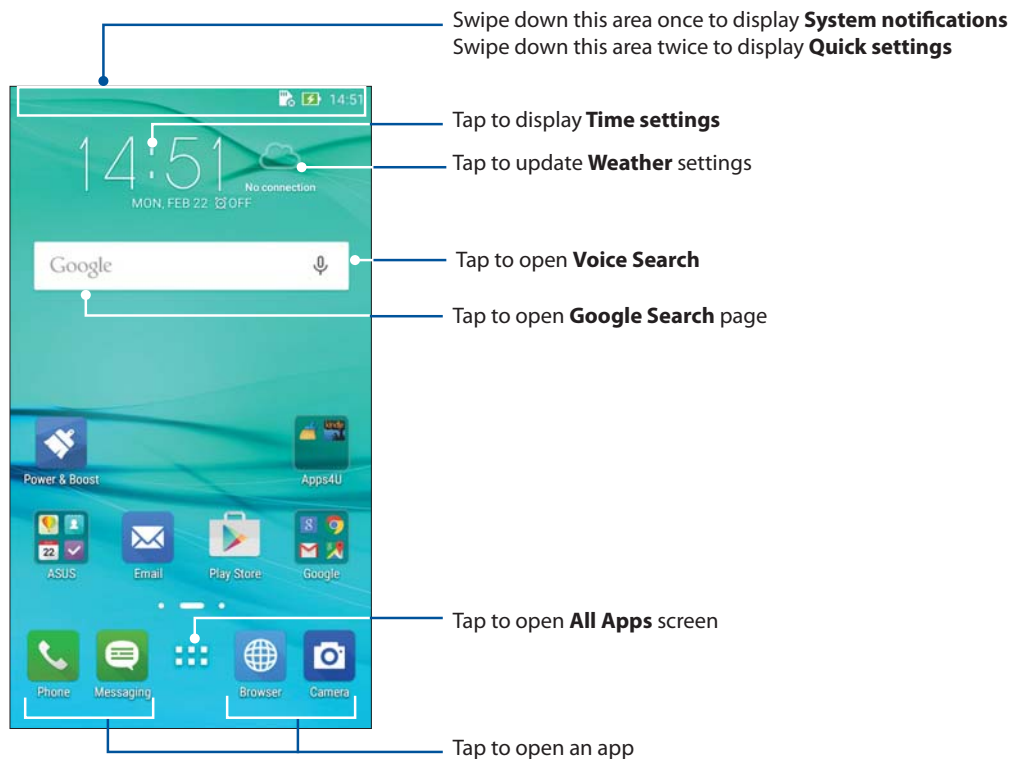 Swipe down this area once to display System notifications
Swipe down this area twice to display Quick settings
14:51
Tap to display Time settings
14:51
Tap to update Weather settings
No connection
MON, FEB 22 OFF
Google
Tap to open Voice Search
Tap to open Google Search page
kindle
Power & Boost
Apps4U
22
8
ASUS
Email
Play Store
Google
Tap to open All Apps screen
Phone
Messaging
Browser
Camera
Tap to open an app